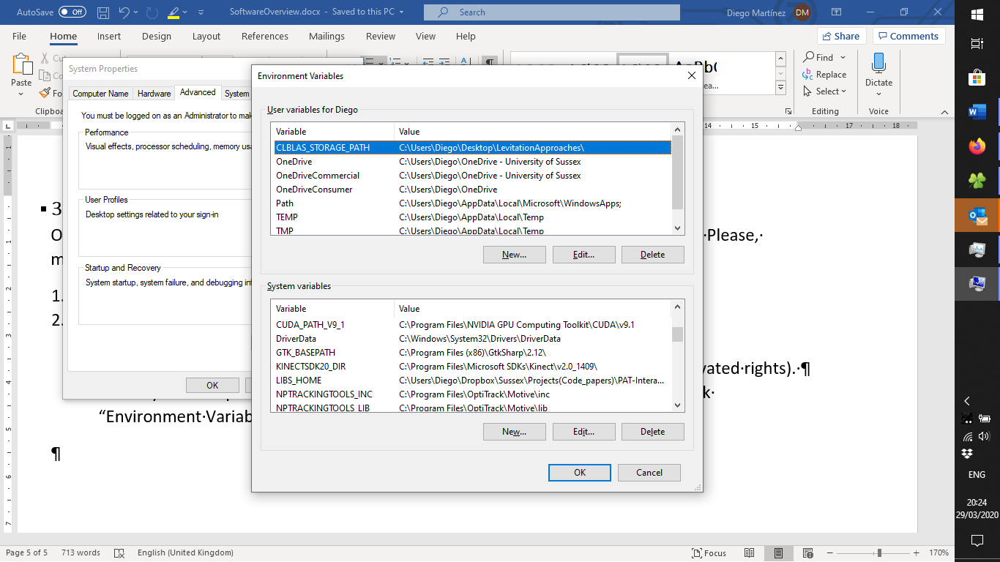 AutoSave Off SoftwareOverview.docx - Saved to this PC Search Diego Martínez DM
File Home Insert Design Layout References Mailings Review View Help Share Comments
Paste
Clipboa
Find
Replace
Select
Editing
Dictate
Voice
System Properties
Computer Name Hardware Advanced System
You must be logged on as an Administrator to mak
Performance
Visual effects, processor scheduling, memory usa
User Profiles
Desktop settings related to your sign-in
Startup and Recovery
System startup, system failure, and debugging inf
OK
Environment Variables
User variables for Diego
Variable Value
CLBLAS_STORAGE_PATH C:\Users\Diego\Desktop\LevitationApproaches\
OneDrive C:\Users\Diego\OneDrive - University of Sussex
OneDriveCommercial C:\Users\Diego\OneDrive - University of Sussex
OneDriveConsumer C:\Users\Diego\OneDrive
Path C:\Users\Diego\AppData\Local\Microsoft\WindowsApps;
TEMP C:\Users\Diego\AppData\Local\Temp
TMP C:\Users\Diego\AppData\Local\Temp
New... Edit... Delete
System variables
Variable Value
CUDA_PATH_V9_1 C:\Program Files\NVIDIA GPU Computing Toolkit\CUDA\v9.1
DriverData C:\Windows\System32\Drivers\DriverData
GTK_BASEPATH C:\Program Files (x86)\GtkSharp\2.12\
KINECTSDK20_DIR C:\Program Files\Microsoft SDKs\Kinect\v2.0_1409\
LIBS_HOME C:\Users\Diego\Dropbox\Sussex\Projects(Code_papers)\PAT-Intera...
NPTRACKINGTOOLS_INC C:\Program Files\OptiTrack\Motive\inc
NPTRACKINGTOOLS_LIB C:\Program Files\OptiTrack\Motive\lib
New... Edit... Delete
OK Cancel
14 15 17 18
3
O Please,
m
1.
2.
vated·rights).·¶
k·
“Environment·Variab
¶
Page 5 of 5 713 words English (United Kingdom) Focus 170%
ENG
20:24
29/03/2020